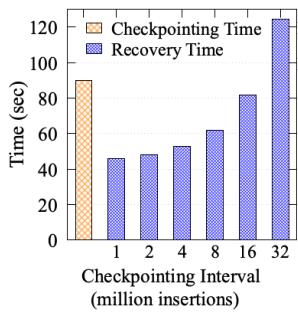 Checkpointing Time
Recovery Time
120
100
80
60
40
20
0
Time (sec)
1 2 4 8 16 32
Checkpointing Interval
(million insertions)